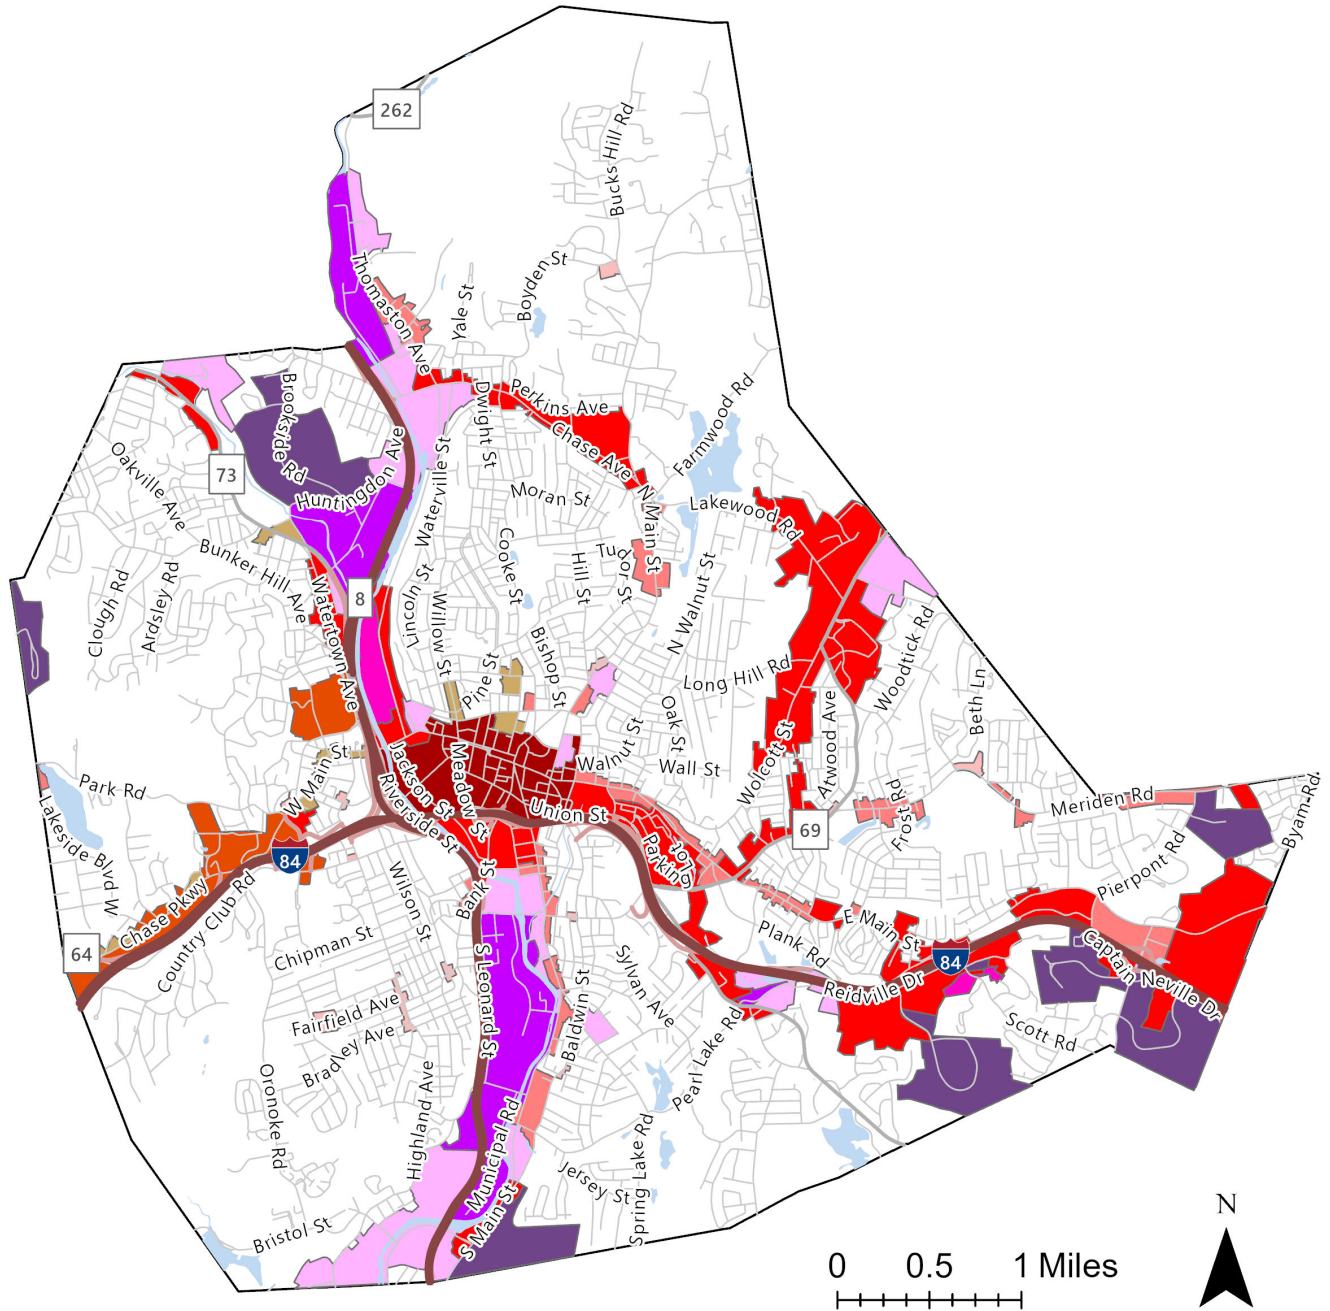 262
Bucks Hill Rd
Boyden St
Thomaston Ave
Yale St
Brookside Rd
Dwight St
Perkins Ave
Farmwood Rd
Chase Ave
Oakville Ave
73
Huntingdon Ave
Waterville St
Moran St
N Main St
Lakewood Rd
Bunker Hill Ave
Cooke St
Hill St
Tudor St
N Walnut St
Clough Rd
Ardsley Rd
8
Lincoln St
Willow St
Watertown Ave
Pine St
Bishop St
Long Hill Rd
Woodtick Rd
Beth Ln
Oak St
Atwood Ave
Wolcott St
W Main St
Jackson St
Meadow St
Walnut St
Wall St
Park Rd
Riverside St
Union St
Meriden Rd
Byam Rd
Lakeside Blvd W
84
Parking lot
69
Frost Rd
Pierpont Rd
Chase Pkwy
Country Club Rd
Wilson St
Bank St
E Main St
64
Chipman St
Plank Rd
84
Captain Neville Dr
S Leonard St
Sylvan Ave
Reidville Dr
Fairfield Ave
Bradley Ave
Baldwin St
Pearl Lake Rd
Scott Rd
Oronoke Rd
Highland Ave
Municipal Rd
Jersey St
Spring Lake Rd
Bristol St
S Main St
N
0 0.5 1 Miles